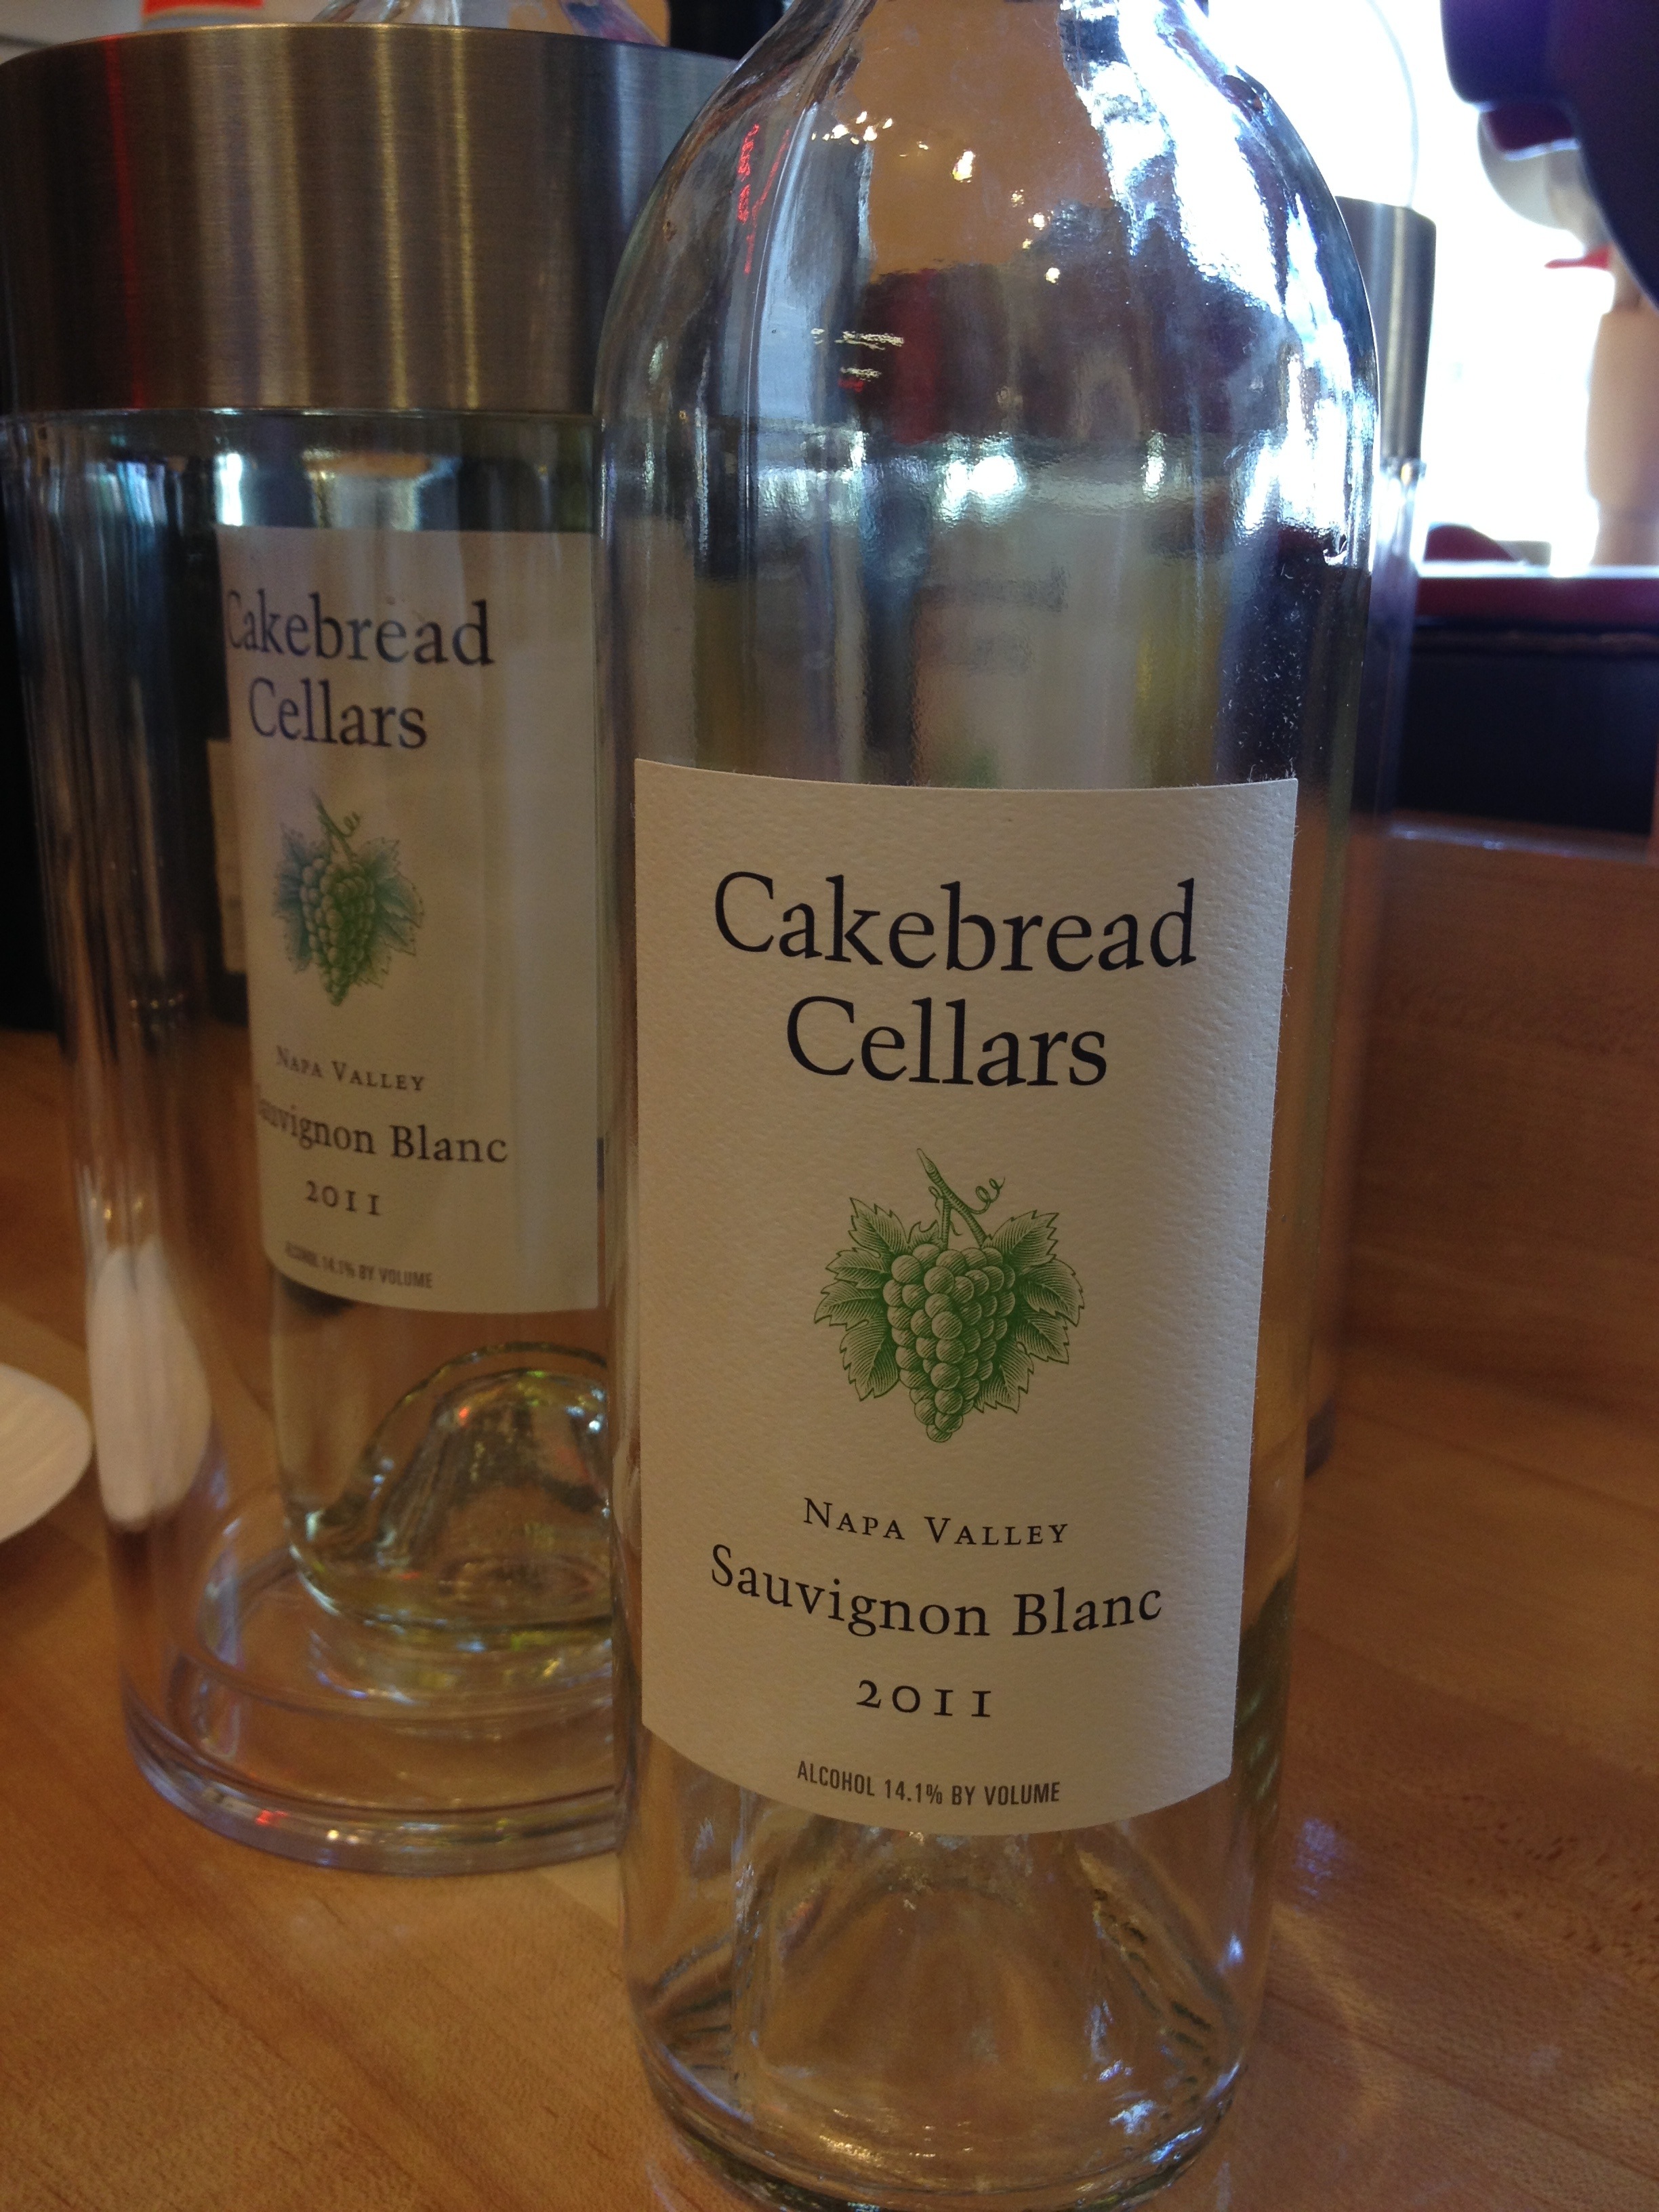 Cakebread
Cellars
NAPA VALLEY
Sauvignon Blanc
2011
ALCOHOL 14.1% BY VOLUME
Cakebread
Cellars
NAPA VALLEY
Sauvignon Blanc
2011
ALCOHOL 14.1% BY VOLUME